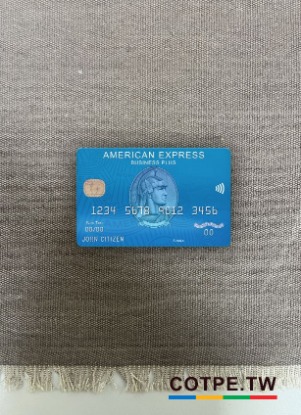 AMERICAN EXPRESS
BUSINESS PLUS
1234 5678 9012 3456
00/00
00
JOHN CITIZEN
COTPE.TW